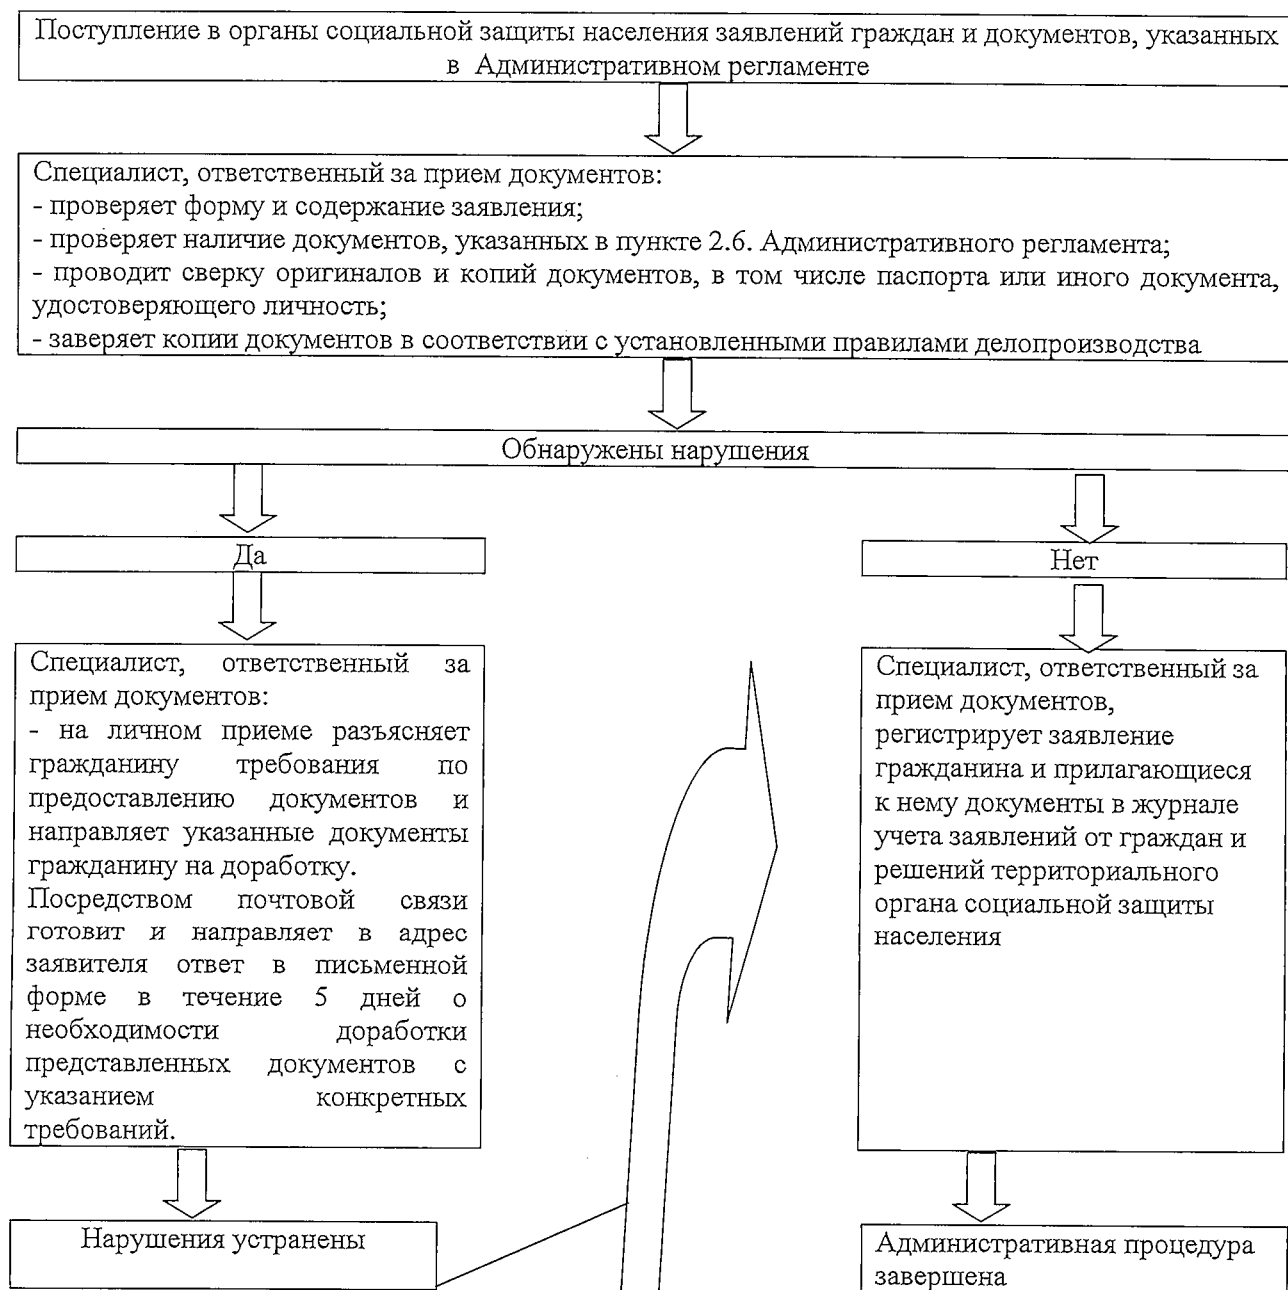 Поступление в органы социальной защиты населения заявлений граждан и документов, указанных
в Административном регламенте
Специалист, ответственный за прием документов:
- проверяет форму и содержание заявления;
- проверяет наличие документов, указанных в пункте 2.6. Административного регламента;
- проводит сверку оригиналов и копий документов, в том числе паспорта или иного документа,
удостоверяющего личность;
- заверяет копии документов в соответствии с установленными правилами делопроизводства
Обнаружены нарушения
Да
Нет
Специалист, ответственный за
прием документов:
- на личном приеме разъясняет
гражданину требования по
предоставлению документов и
направляет указанные документы
гражданину на доработку.
Посредством почтовой связи
готовит и направляет в адрес
заявителя ответ в письменной
форме в течение 5 дней о
необходимости доработки
представленных документов с
указанием конкретных
требований.
Специалист, ответственный за
прием документов,
регистрирует заявление
гражданина и прилагающиеся
к нему документы в журнале
учета заявлений от граждан и
решений территориального
органа социальной защиты
населения
Нарушения устранены
Административная процедура
завершена